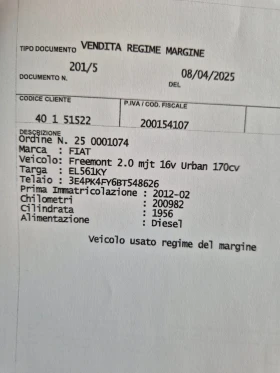 TIPO DOCUMENTO VENDITA REGIME MARGINE
201/5 08/04/2025
DOCUMENTO N. DEL
CODICE CLIENTE P.IVA / COD. FISCALE
40 1 51522 200154107
DESCRIZIONE
Ordine N. 25 0001074
Marca : FIAT
Veicolo: Freemont 2.0 mjt 16v Urban 170cv
Targa : EL561KY
Telaio : 3E4PK4FY6BT548626
Prima Immatricolazione : 2012-02
Chilometri : 200982
Cilindrata : 1956
Alimentazione : Diesel
Veicolo usato regime del margine